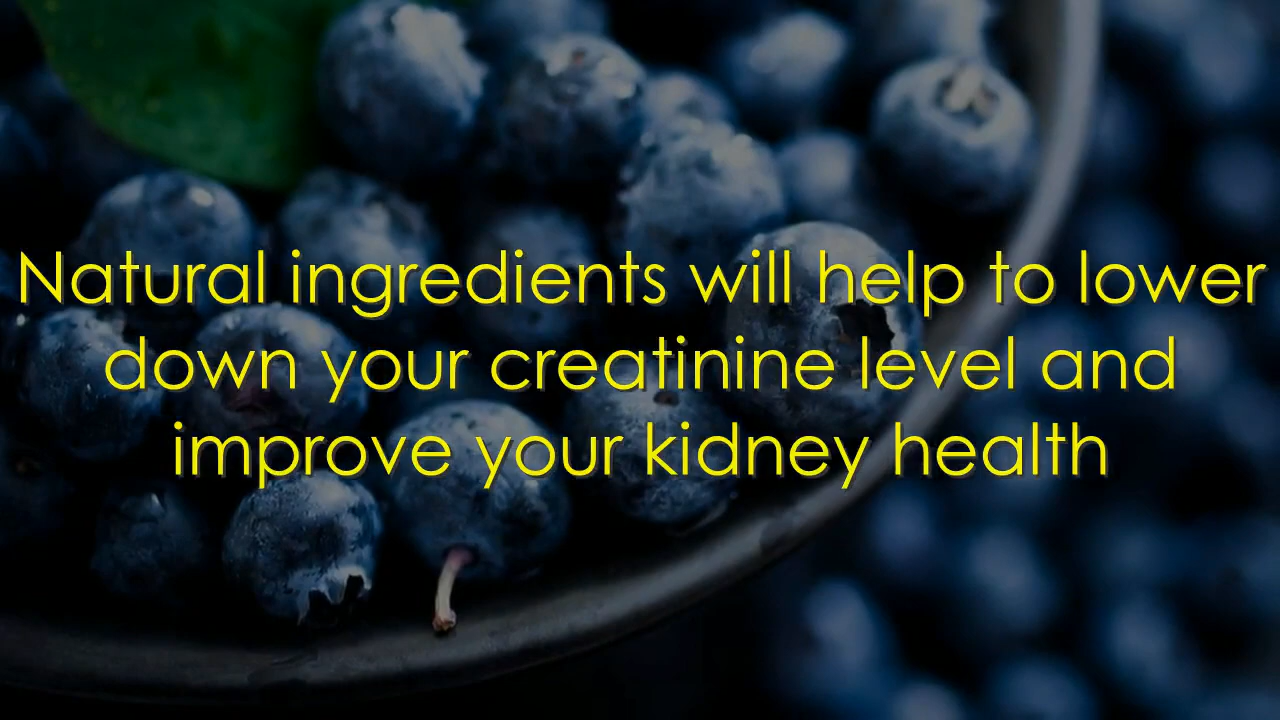 Natural ingredients will help to lower
down your creatinine level and
improve your kidney health